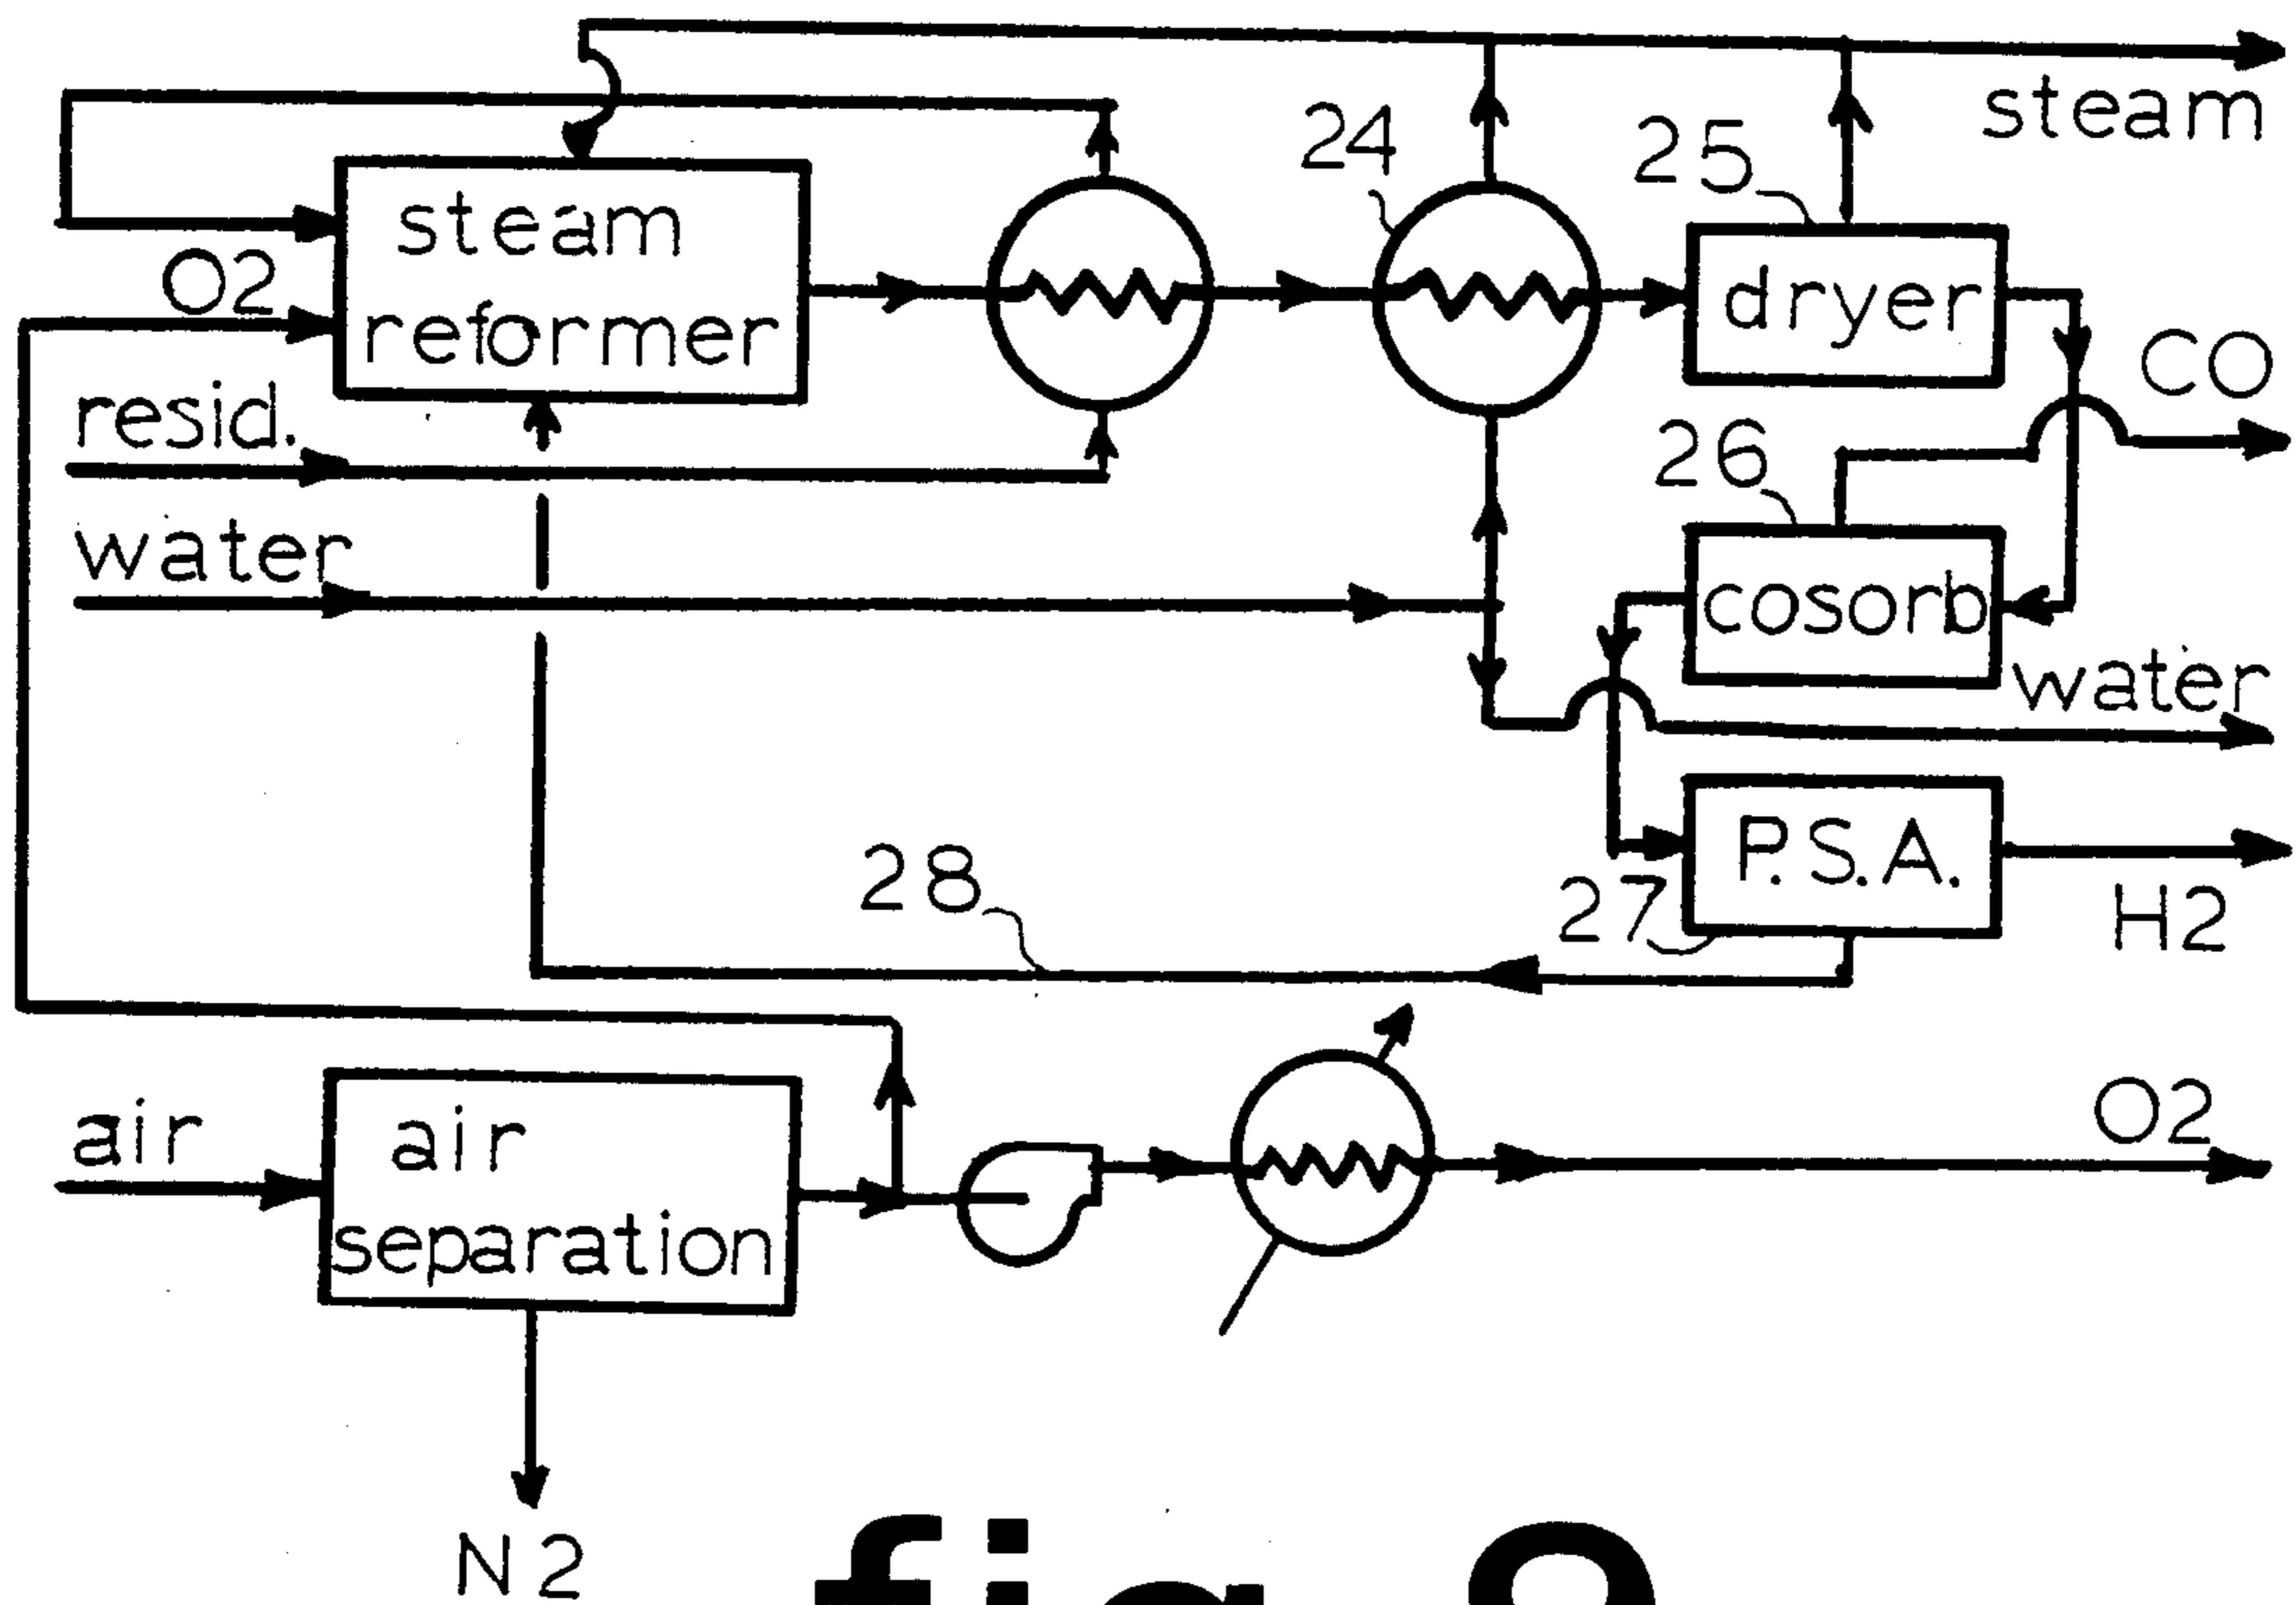 steam
24
25
steam
reformer
O2
dryer
CO
resid.
26
water
cosorb
water
P.S.A.
28
27
H2
air
air
separation
O2
N2